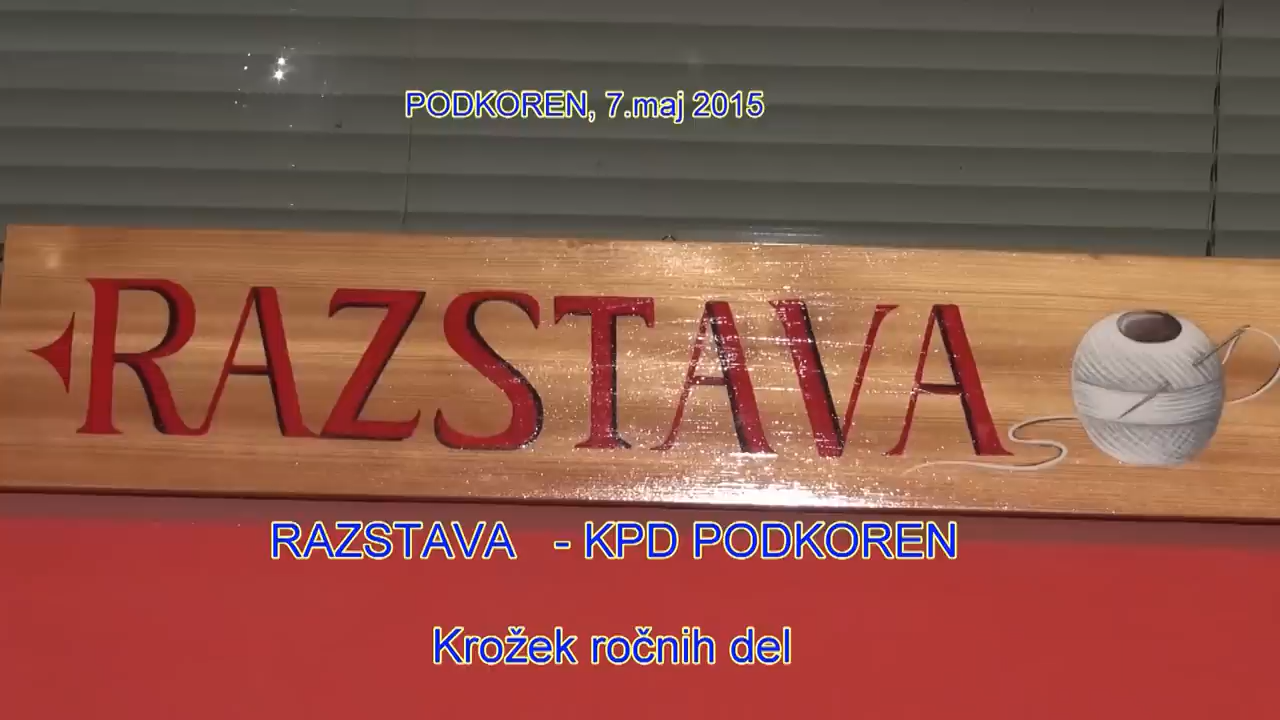 PODKOREN, 7.maj 2015
RAZSTAVA
RAZSTAVA - KPD PODKOREN
Krožek ročnih del